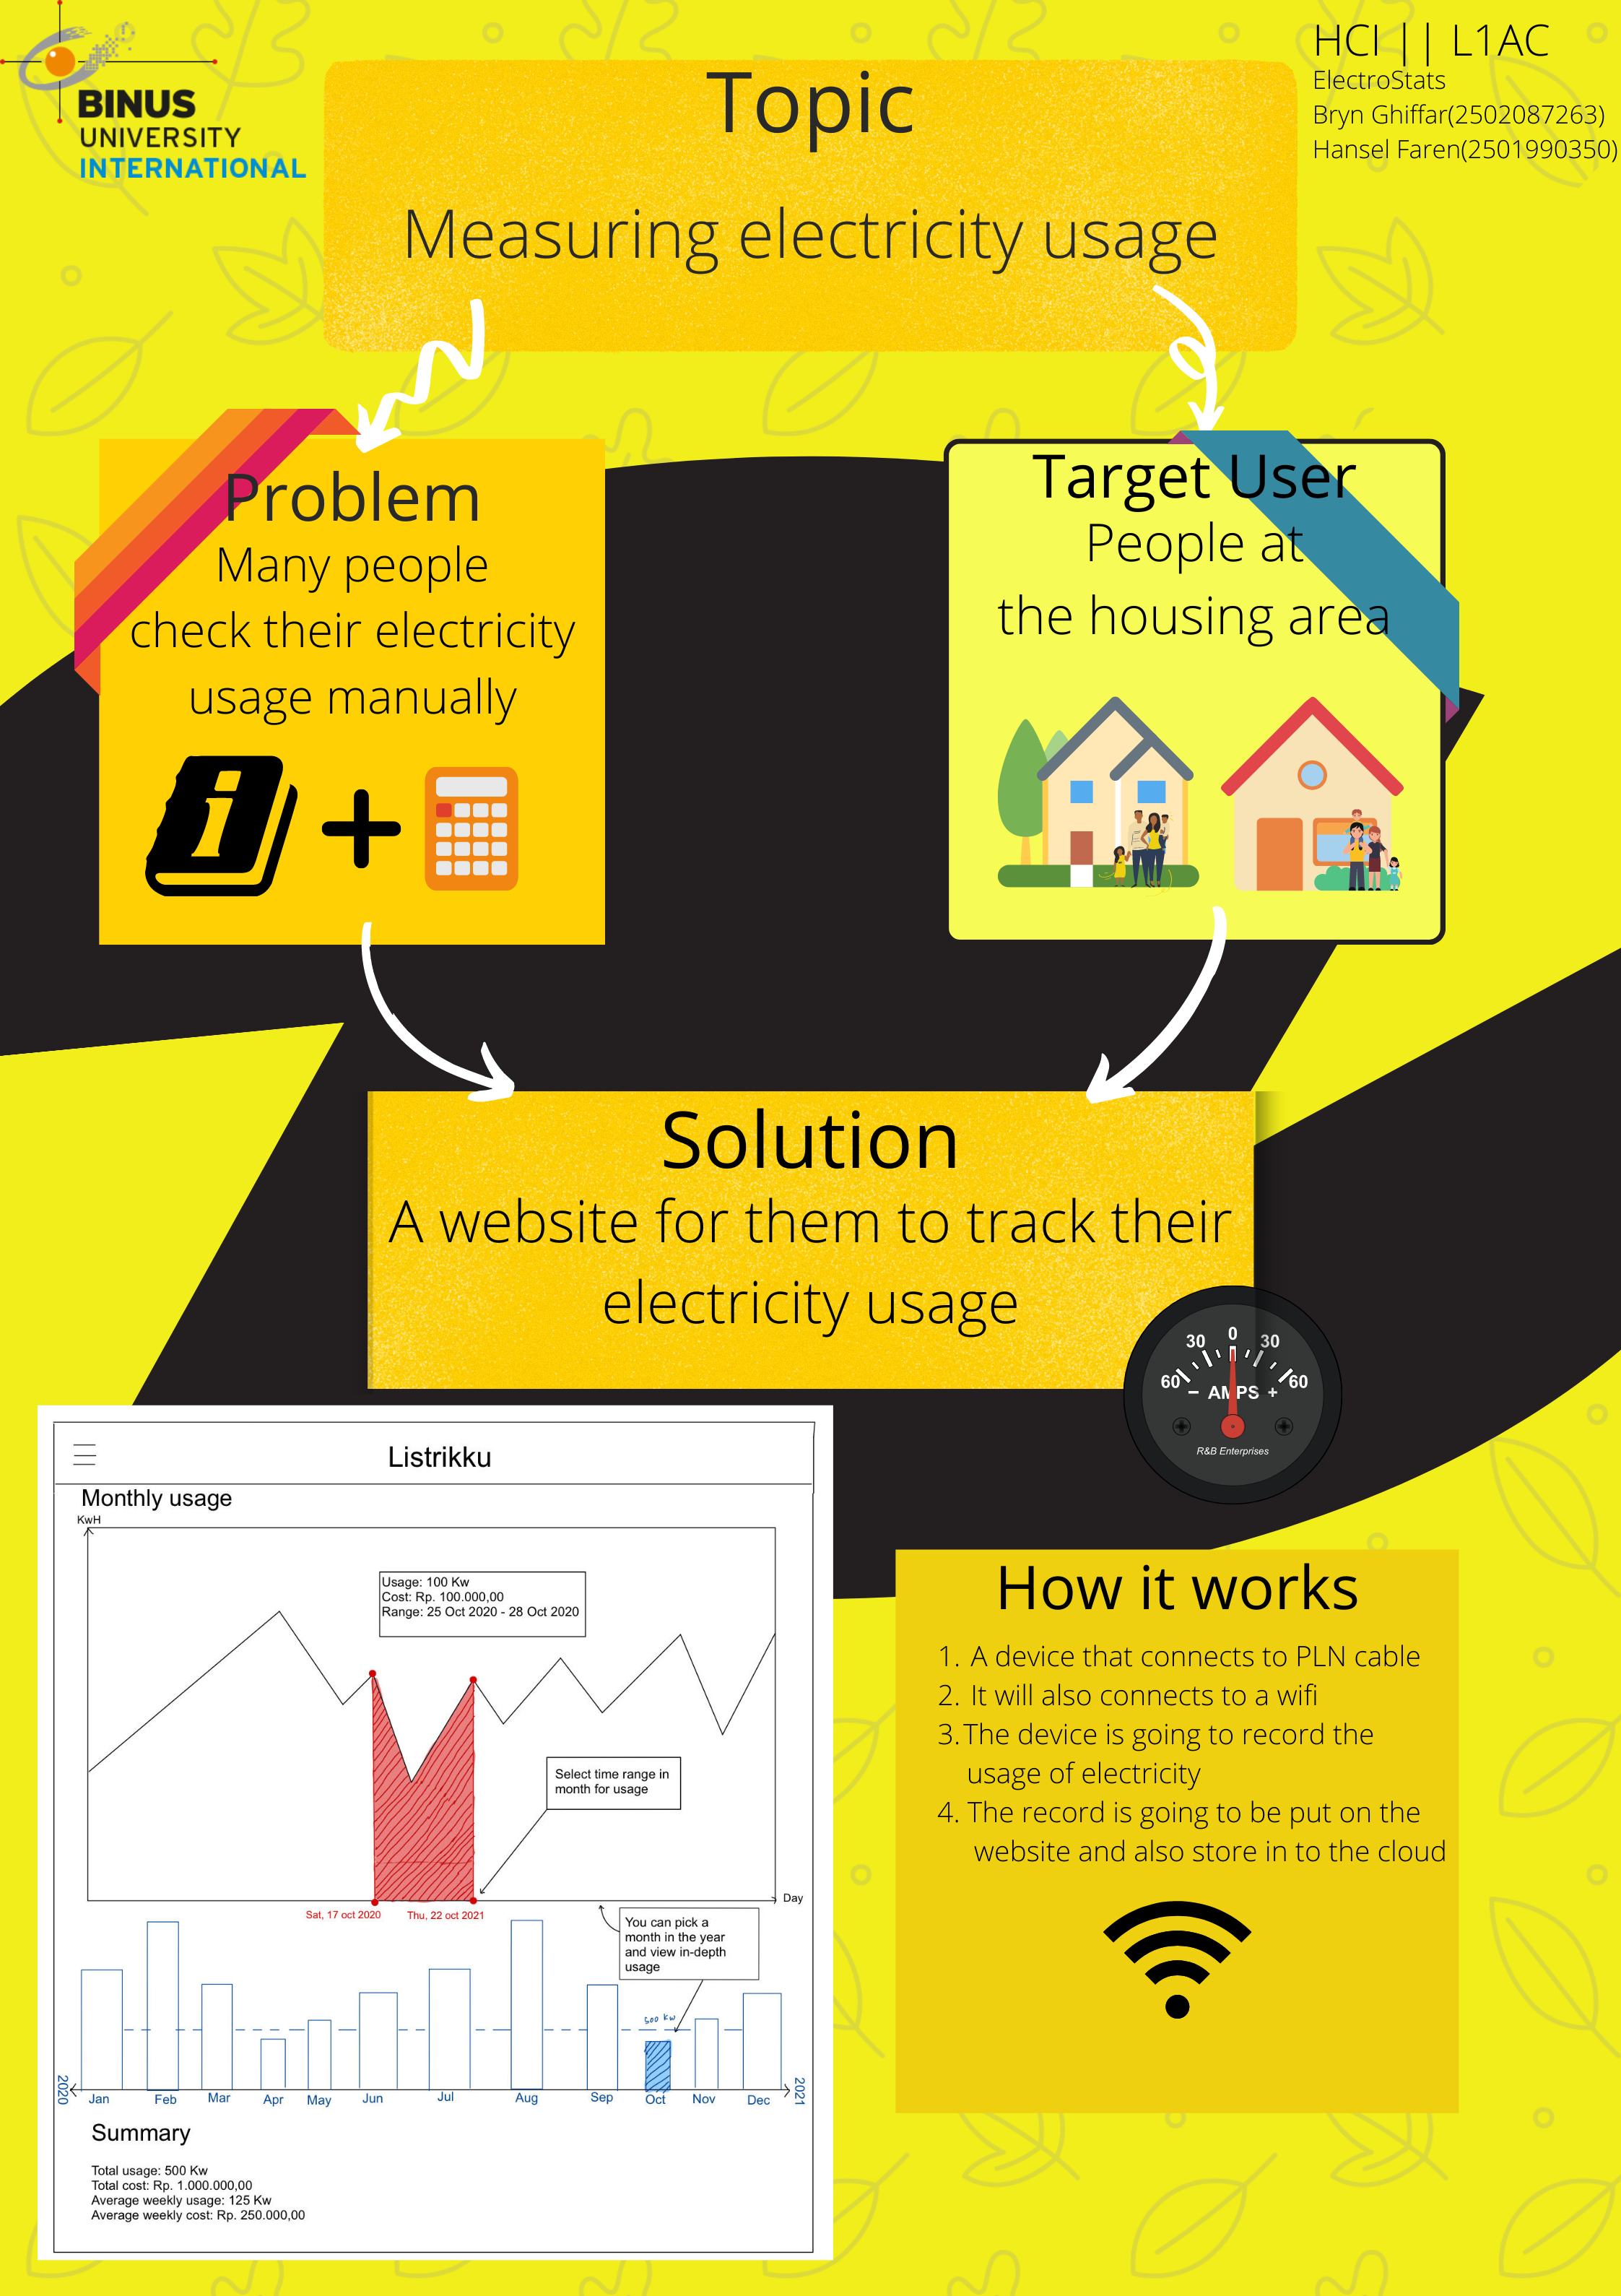 BINUS
UNIVERSITY
INTERNATIONAL
HCI || L1AC
ElectroStats
Bryn Ghiffar(2502087263)
Hansel Faren(2501990350)
Topic
Measuring electricity usage
Problem
Many people
check their electricity
usage manually
i
Target User
People at
the housing area
Solution
A website for them to track their
electricity usage
60 30 0 30 60
− AMPS +
R&B Enterprises
Listrikku
Monthly usage
KwH
Usage: 100 Kw
Cost: Rp. 100.000,00
Range: 25 Oct 2020 - 28 Oct 2020
Select time range in
month for usage
Day
Sat, 17 oct 2020
Thu, 22 oct 2021
You can pick a
month in the year
and view in-depth
usage
500 Kw
2020
Jan Feb Mar Apr May Jun Jul Aug Sep Oct Nov Dec
2021
Summary
Total usage: 500 Kw
Total cost: Rp. 1.000.000,00
Average weekly usage: 125 Kw
Average weekly cost: Rp. 250.000,00
How it works
1. A device that connects to PLN cable
2. It will also connects to a wifi
3. The device is going to record the
usage of electricity
4. The record is going to be put on the
website and also store in to the cloud